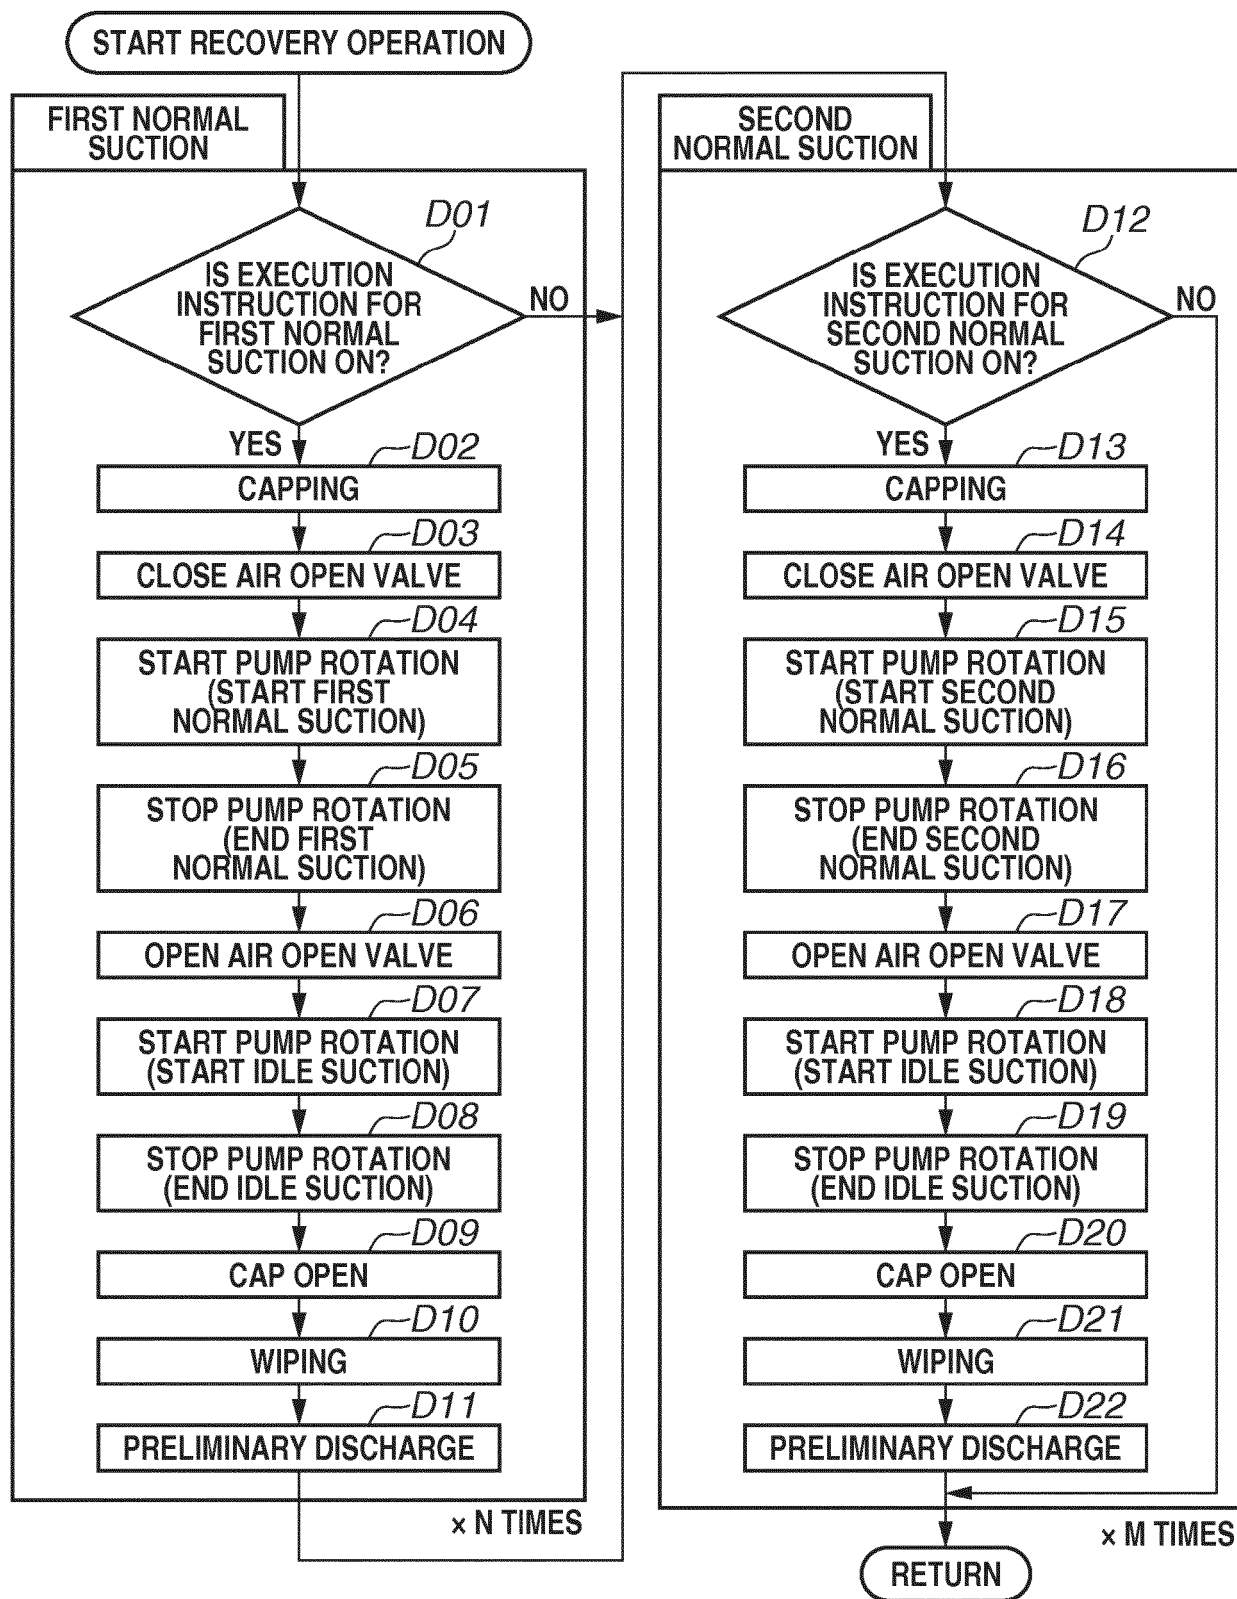 START RECOVERY OPERATION
FIRST NORMAL
SUCTION
D01
IS EXECUTION
INSTRUCTION FOR
FIRST NORMAL
SUCTION ON?
NO
YES
D02
CAPPING
D03
CLOSE AIR OPEN VALVE
D04
START PUMP ROTATION
(START FIRST
NORMAL SUCTION)
D05
STOP PUMP ROTATION
(END FIRST
NORMAL SUCTION)
D06
OPEN AIR OPEN VALVE
D07
START PUMP ROTATION
(START IDLE SUCTION)
D08
STOP PUMP ROTATION
(END IDLE SUCTION)
D09
CAP OPEN
D10
WIPING
D11
PRELIMINARY DISCHARGE
× N TIMES
SECOND
NORMAL SUCTION
D12
IS EXECUTION
INSTRUCTION FOR
SECOND NORMAL
SUCTION ON?
NO
YES
D13
CAPPING
D14
CLOSE AIR OPEN VALVE
D15
START PUMP ROTATION
(START SECOND
NORMAL SUCTION)
D16
STOP PUMP ROTATION
(END SECOND
NORMAL SUCTION)
D17
OPEN AIR OPEN VALVE
D18
START PUMP ROTATION
(START IDLE SUCTION)
D19
STOP PUMP ROTATION
(END IDLE SUCTION)
D20
CAP OPEN
D21
WIPING
D22
PRELIMINARY DISCHARGE
× M TIMES
RETURN